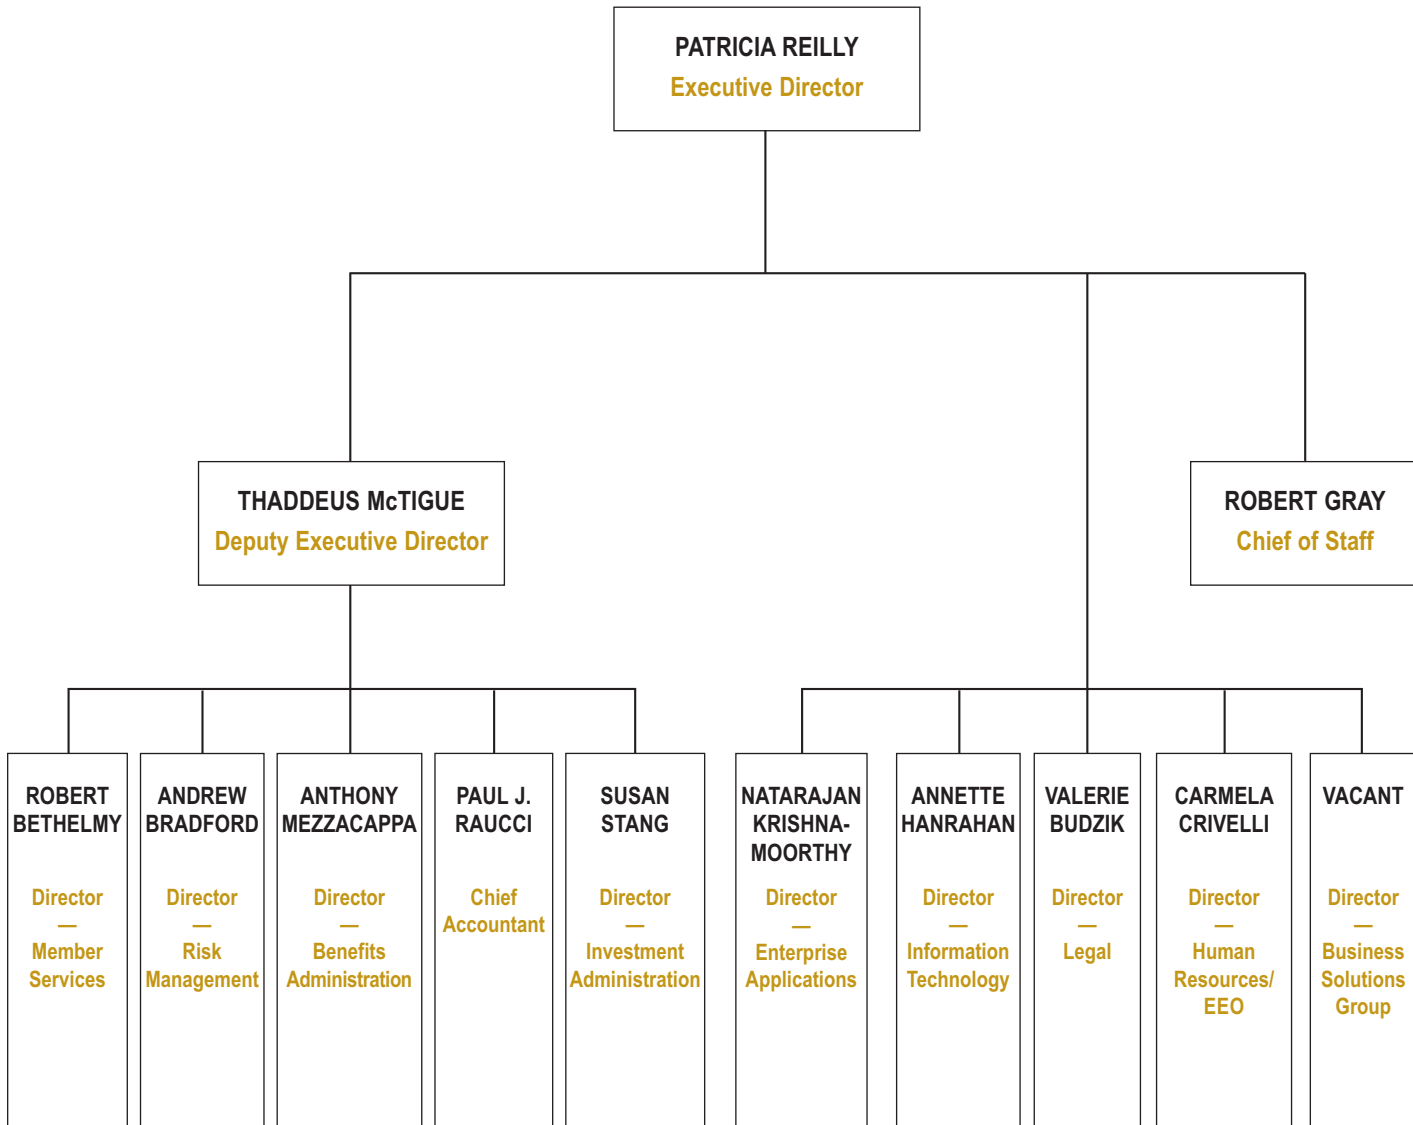 PATRICIA REILLY
Executive Director
THADDEUS McTIGUE
Deputy Executive Director
ROBERT GRAY
Chief of Staff
ROBERT
BETHELMY
Director
—
Member
Services
ANDREW
BRADFORD
Director
—
Risk
Management
ANTHONY
MEZZACAPPA
Director
—
Benefits
Administration
PAUL J.
RAUCCI
Chief
Accountant
SUSAN
STANG
Director
—
Investment
Administration
NATARAJAN
KRISHNA-
MOORTHY
Director
—
Enterprise
Applications
ANNETTE
HANRAHAN
Director
—
Information
Technology
VALERIE
BUDZIK
Director
—
Legal
CARMELA
CRIVELLI
Director
—
Human
Resources/
EEO
VACANT
Director
—
Business
Solutions
Group